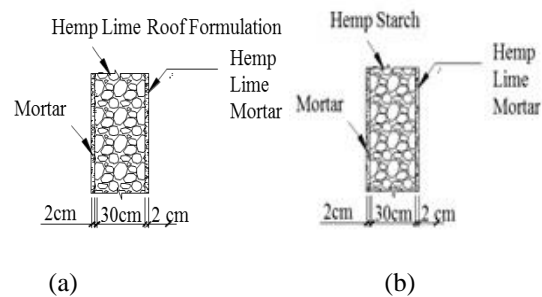 Hemp Lime Roof Formulation
Hemp
Lime
Mortar
Mortar
2cm 30cm 2 cm
(a)
Hemp Starch
Hemp
Lime
Mortar
Mortar
2cm 30cm 2 cm
(b)